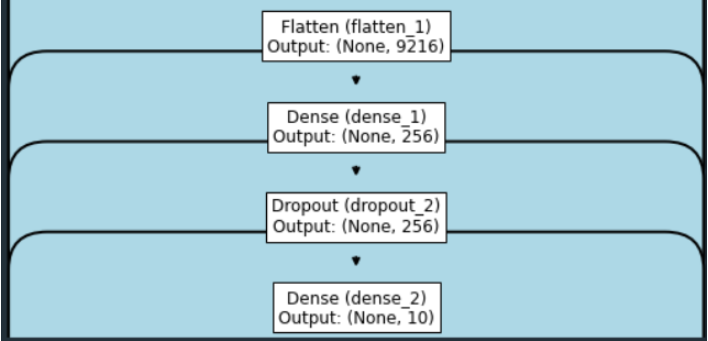 Flatten (flatten_1)
Output: (None, 9216)
Dense (dense_1)
Output: (None, 256)
Dropout (dropout_2)
Output: (None, 256)
Dense (dense_2)
Output: (None, 10)